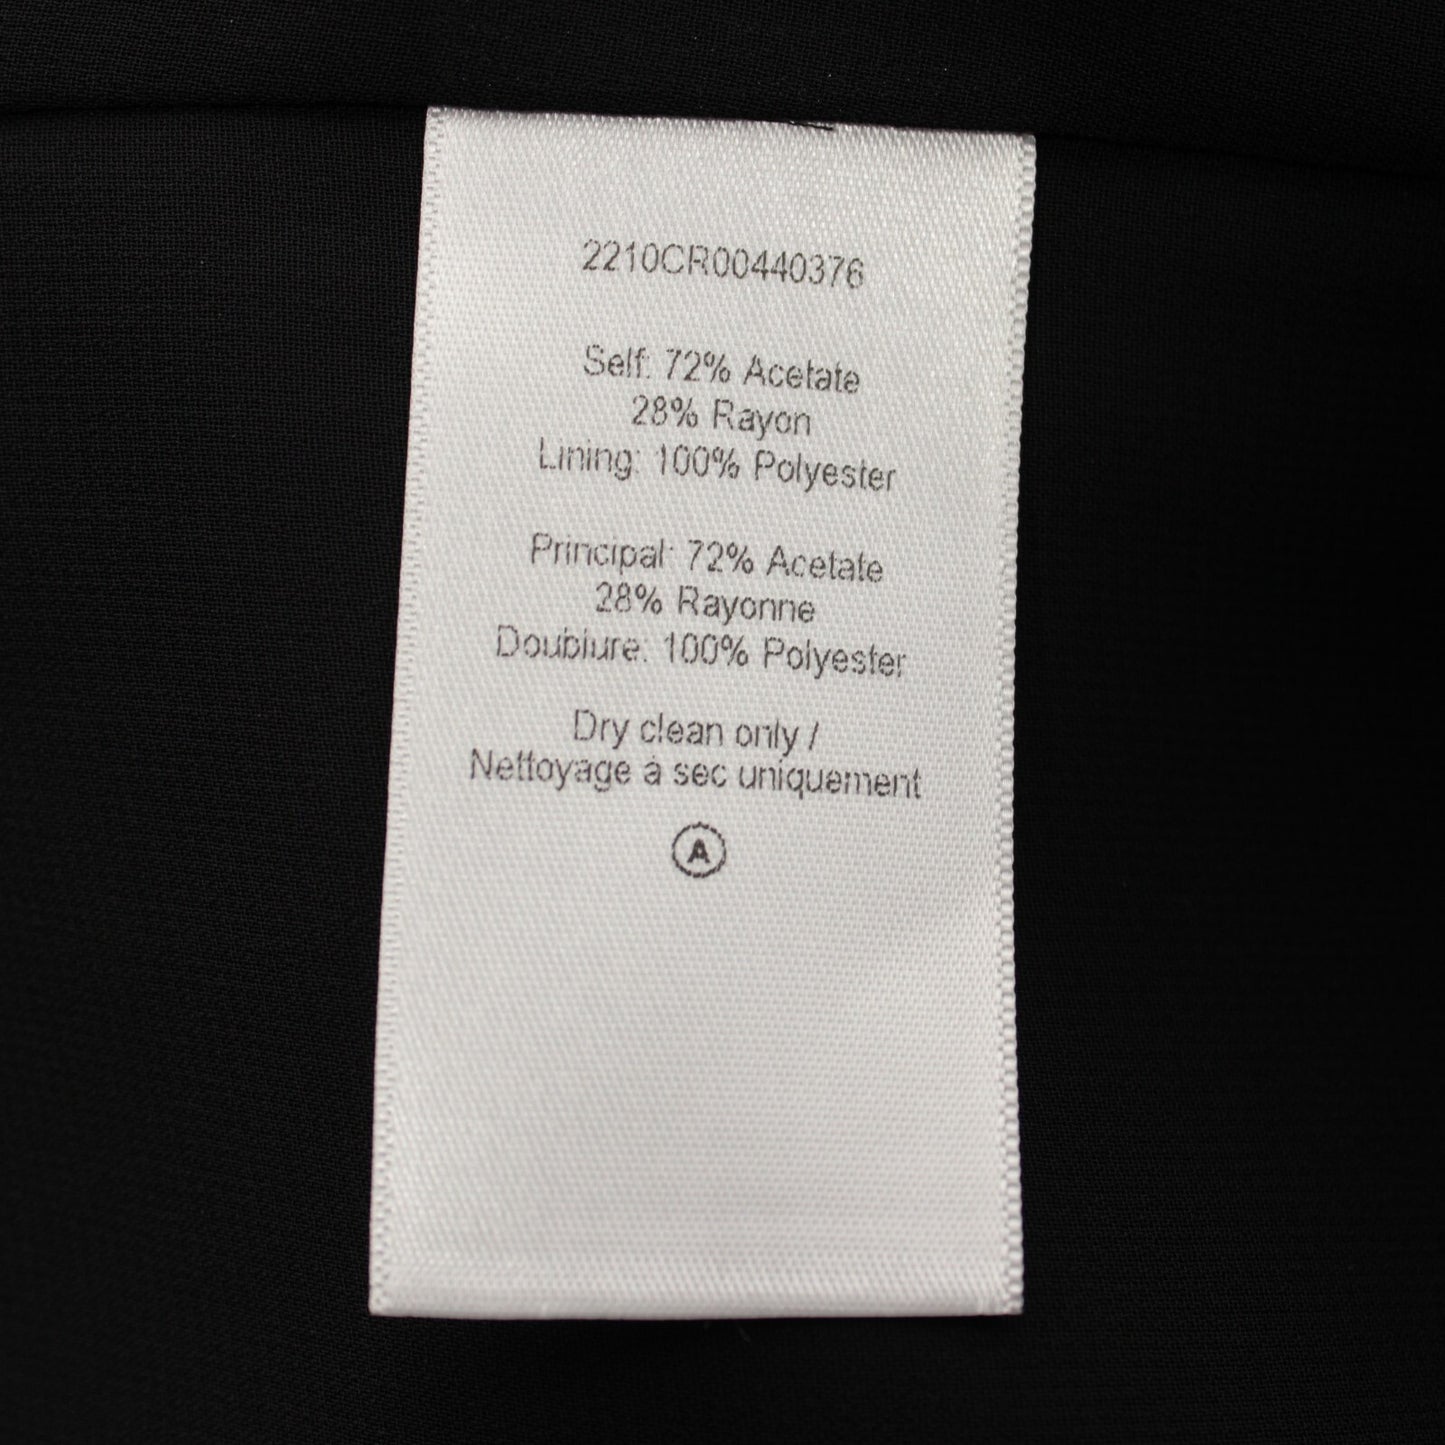 2210CR00440376
Self: 72% Acetate
28% Rayon
Lining: 100% Polyester
Principal: 72% Acetate
28% Rayonne
Doublure: 100% Polyester
Dry clean only /
Nettoyage à sec uniquement
A